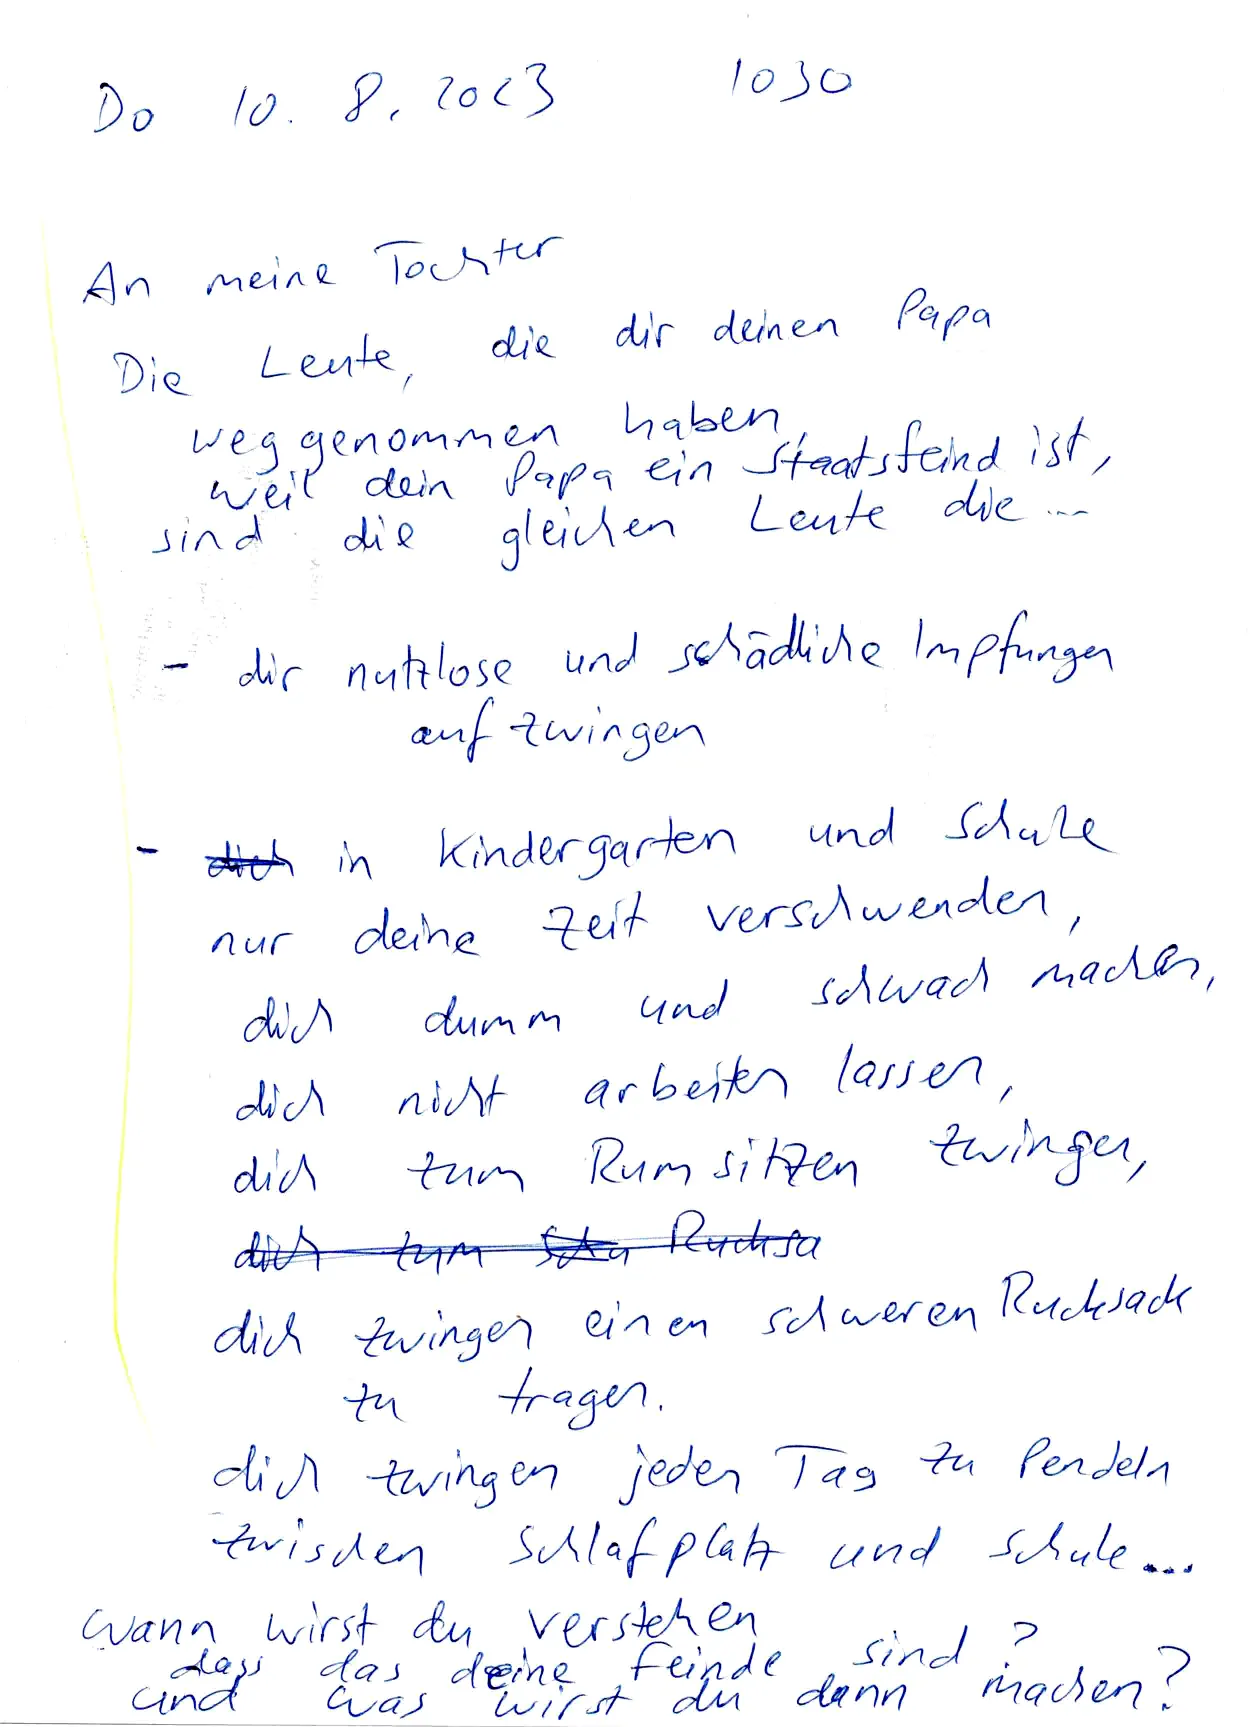 Do 10. 8. 2023 1030
An meine Tochter
Die Leute, die dir deinen Papa
weggenommen haben,
weil dein Papa ein Staatsfeind ist,
sind die gleichen Leute die ...
- dir nutzlose und schädliche Impfungen
aufzwingen
- dich in Kindergarten und Schule
nur deine Zeit verschwenden,
dich dumm und schwach machen,
dich nicht arbeiten lassen,
dich zum Rumsitzen zwingen,
dich zum Rucksa
dich zwingen einen schweren Rucksack
zu tragen.
dich zwingen jeden Tag zu Pendeln
zwischen Schlafplatz und Schule...
wann wirst du verstehen
dass das deine Feinde sind?
und was wirst du dann machen?